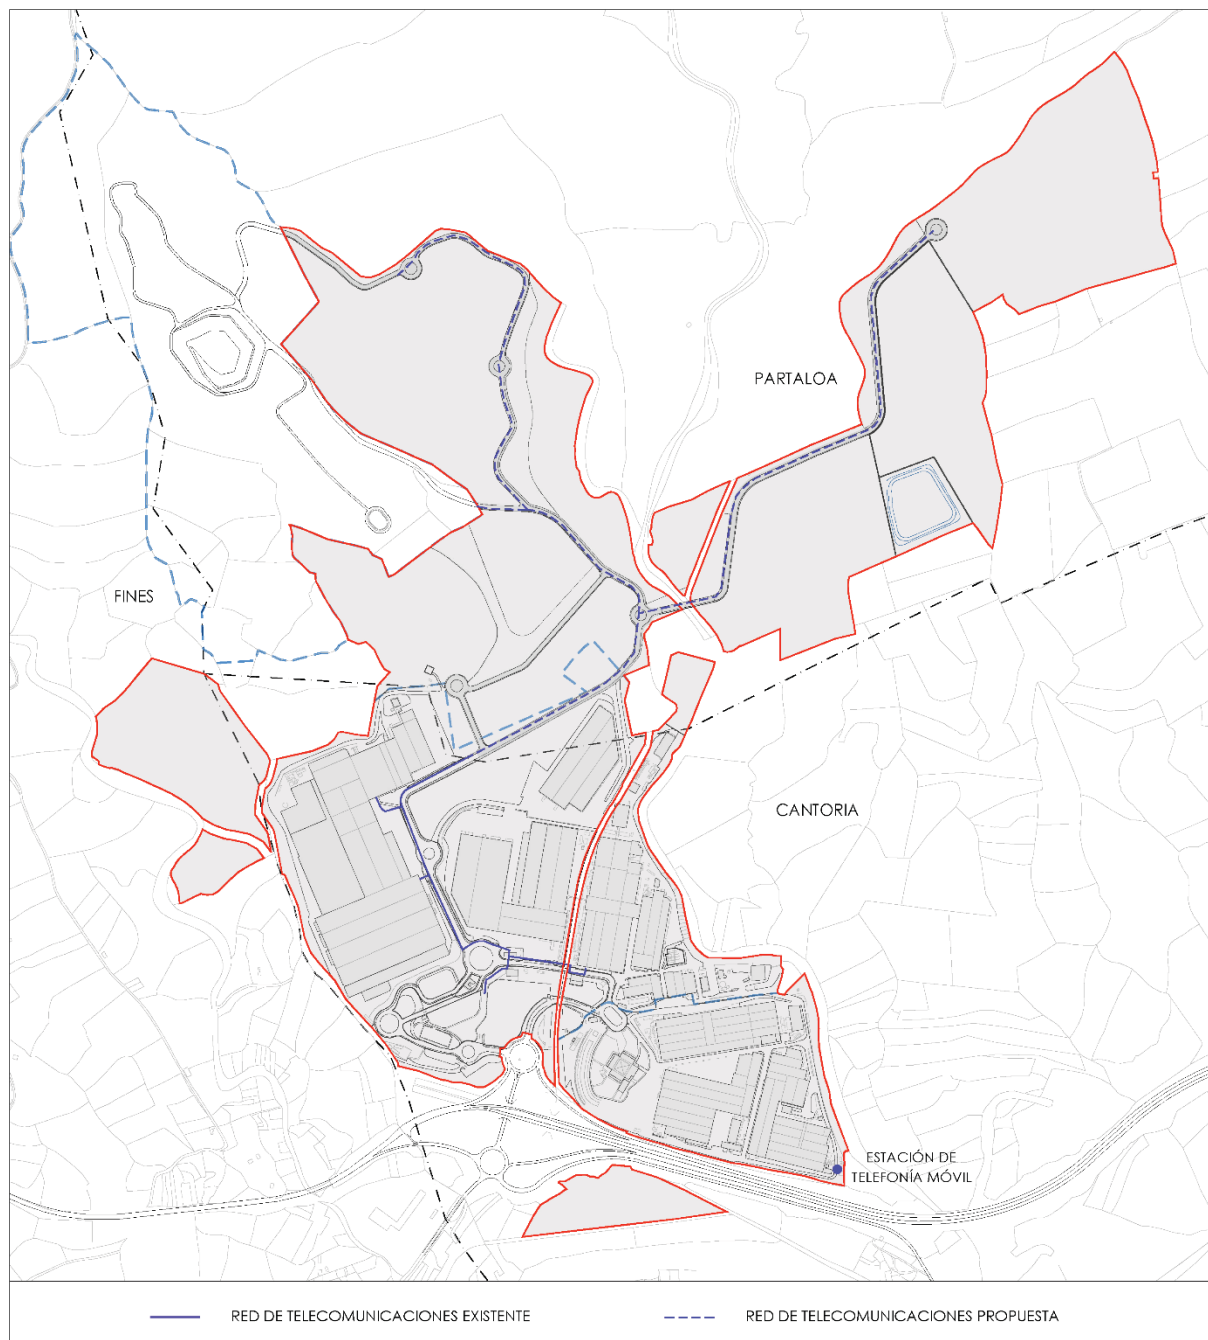 PARTALOA
FINES
CANTORIA
ESTACIÓN DE
TELEFONÍA MÓVIL
RED DE TELECOMUNICACIONES EXISTENTE
RED DE TELECOMUNICACIONES PROPUESTA